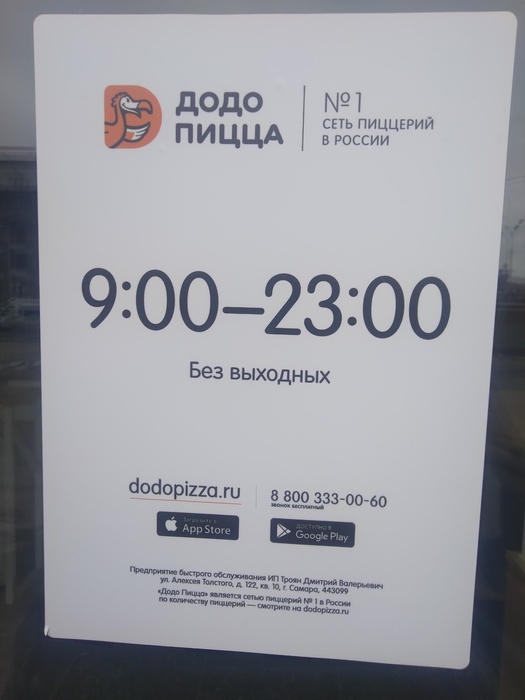 ДОДО
ПИЦЦА
№1
СЕТЬ ПИЦЦЕРИЙ
В РОССИИ
9:00–23:00
Без выходных
dodopizza.ru
8 800 333-00-60
звонок бесплатный
Загрузите в
App Store
ДОСТУПНО В
Google Play
Предприятие быстрого обслуживания ИП Троян Дмитрий Валерьевич
ул. Алексея Толстого, д. 122, кв. 10, г. Самара, 443099
«Додо Пицца» является сетью пиццерий № 1 в России
по количеству пиццерий — смотрите на dodopizza.ru